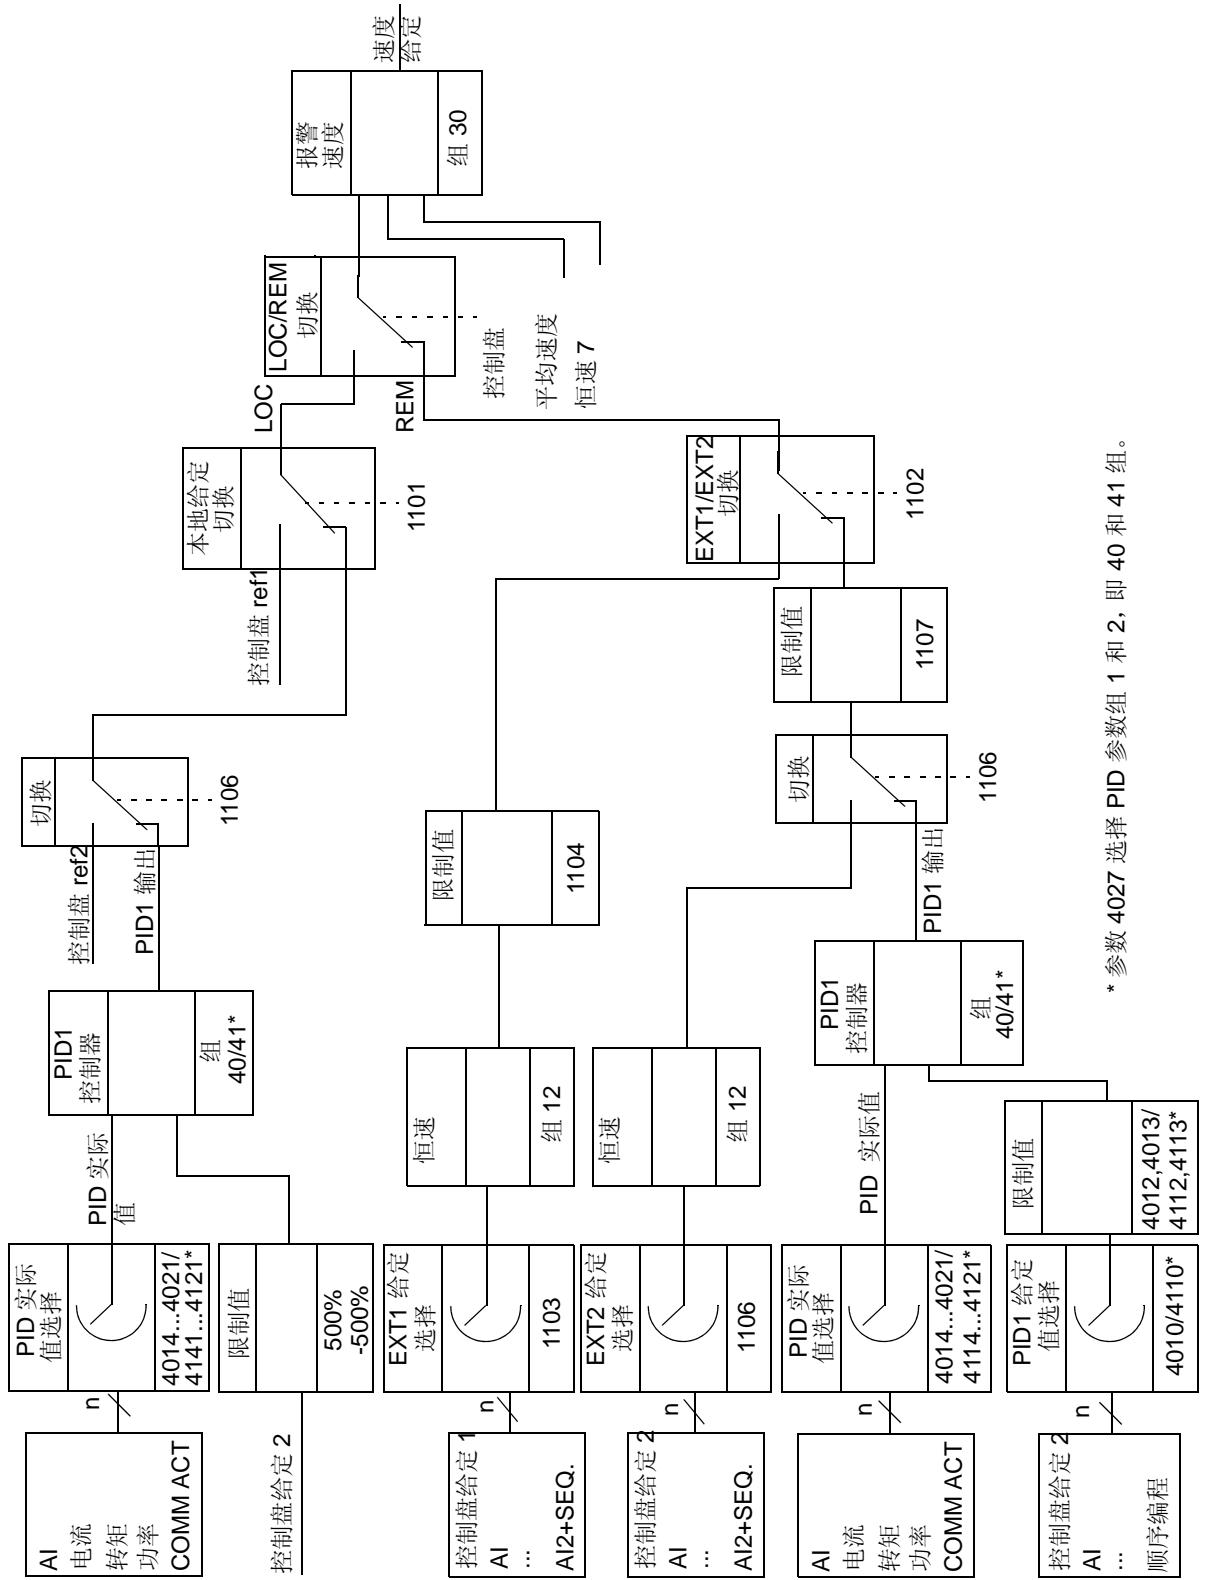 AI
电流
转矩
功率
COMM ACT
n
PID 实际
值选择
4014...4021/
4141...4121*
PID 实际
值
控制盘给定 2
限制值
500%
-500%
PID1
控制器
组
40/41*
控制盘 ref2
PID1 输出
切换
1106
控制盘 ref1
本地给定
切换
1101
LOC
REM
LOC/REM
切换
控制盘
平均速度
恒速 7
报警
速度
组 30
速度
给定
控制盘给定 1
AI
...
AI2+SEQ.
n
EXT1 给定
选择
1103
恒速
组 12
限制值
1104
EXT1/EXT2
切换
1102
控制盘给定 2
AI
...
AI2+SEQ.
n
EXT2 给定
选择
1106
恒速
组 12
切换
1106
限制值
1107
AI
电流
转矩
功率
COMM ACT
n
PID 实际
值选择
4014...4021/
4114...4121*
PID 实际值
PID1
控制器
组
40/41*
PID1 输出
控制盘给定 2
AI
...
顺序编程
n
PID1 给定
值选择
4010/4110*
限制值
4012,4013/
4112,4113*
* 参数 4027 选择 PID 参数组 1 和 2, 即 40 和 41 组。